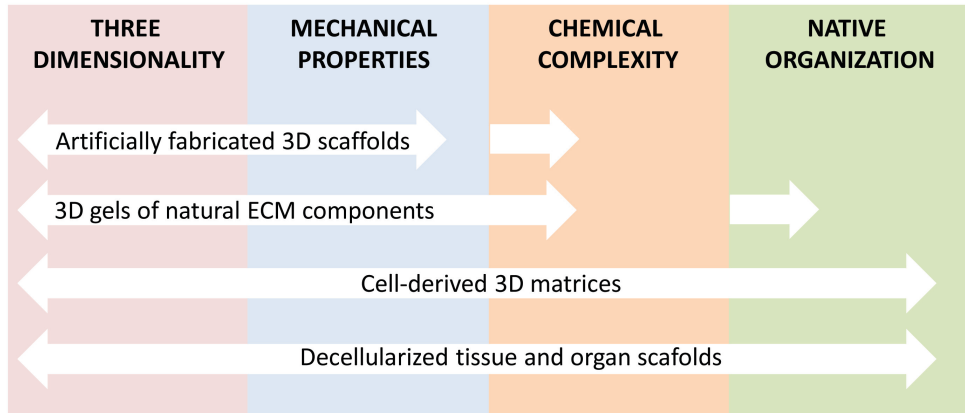 THREE
DIMENSIONALITY
MECHANICAL
PROPERTIES
CHEMICAL
COMPLEXITY
NATIVE
ORGANIZATION
Artificially fabricated 3D scaffolds
3D gels of natural ECM components
Cell-derived 3D matrices
Decellularized tissue and organ scafolds